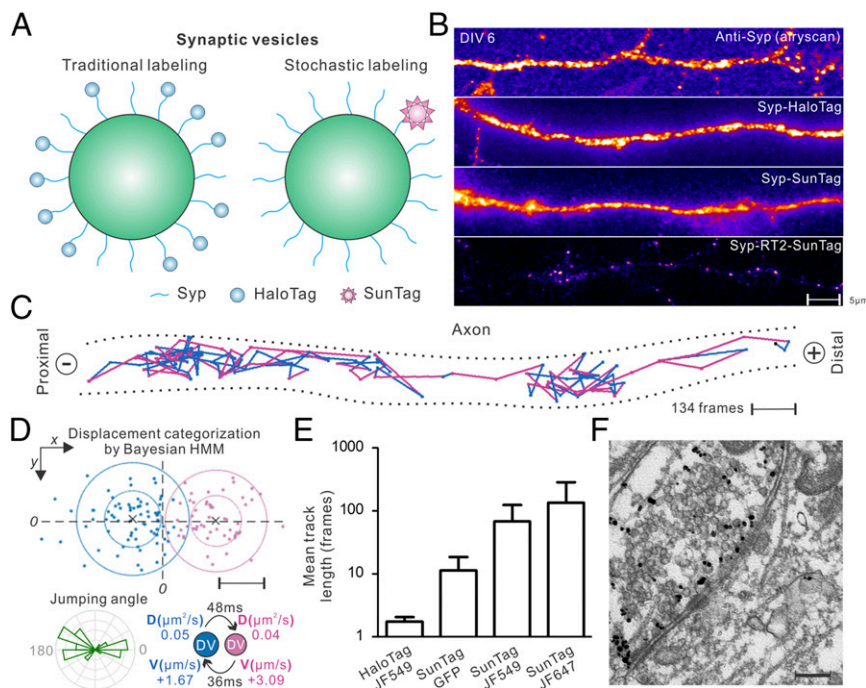 A
Synaptic vesicles
Traditional labeling
Stochastic labeling
Syp
HaloTag
SunTag
B
DIV 6
Anti-Syp (airyscan)
Syp-HaloTag
Syp-SunTag
Syp-RT2-SunTag
5μm
C
Axon
Proximal
−
+
Distal
134 frames
D
Displacement categorization
by Bayesian HMM
x
y
0
0
Jumping angle
180
0
48ms
D(μm²/s)
0.05
D(μm²/s)
0.04
DV
DV
V(μm/s)
+1.67
V(μm/s)
+3.09
36ms
E
Mean track
length (frames)
1000
100
10
1
HaloTag
JF549
SunTag
GFP
SunTag
JF549
SunTag
JF647
F